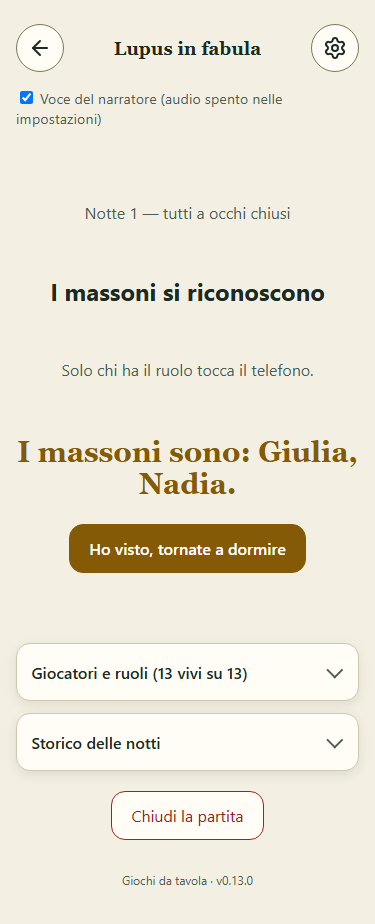 Lupus in fabula
Voce del narratore (audio spento nelle
impostazioni)
Notte 1 — tutti a occhi chiusi
I massoni si riconoscono
Solo chi ha il ruolo tocca il telefono.
I massoni sono: Giulia,
Nadia.
Ho visto, tornate a dormire
Giocatori e ruoli (13 vivi su 13)
Storico delle notti
Chiudi la partita
Giochi da tavola · v0.13.0